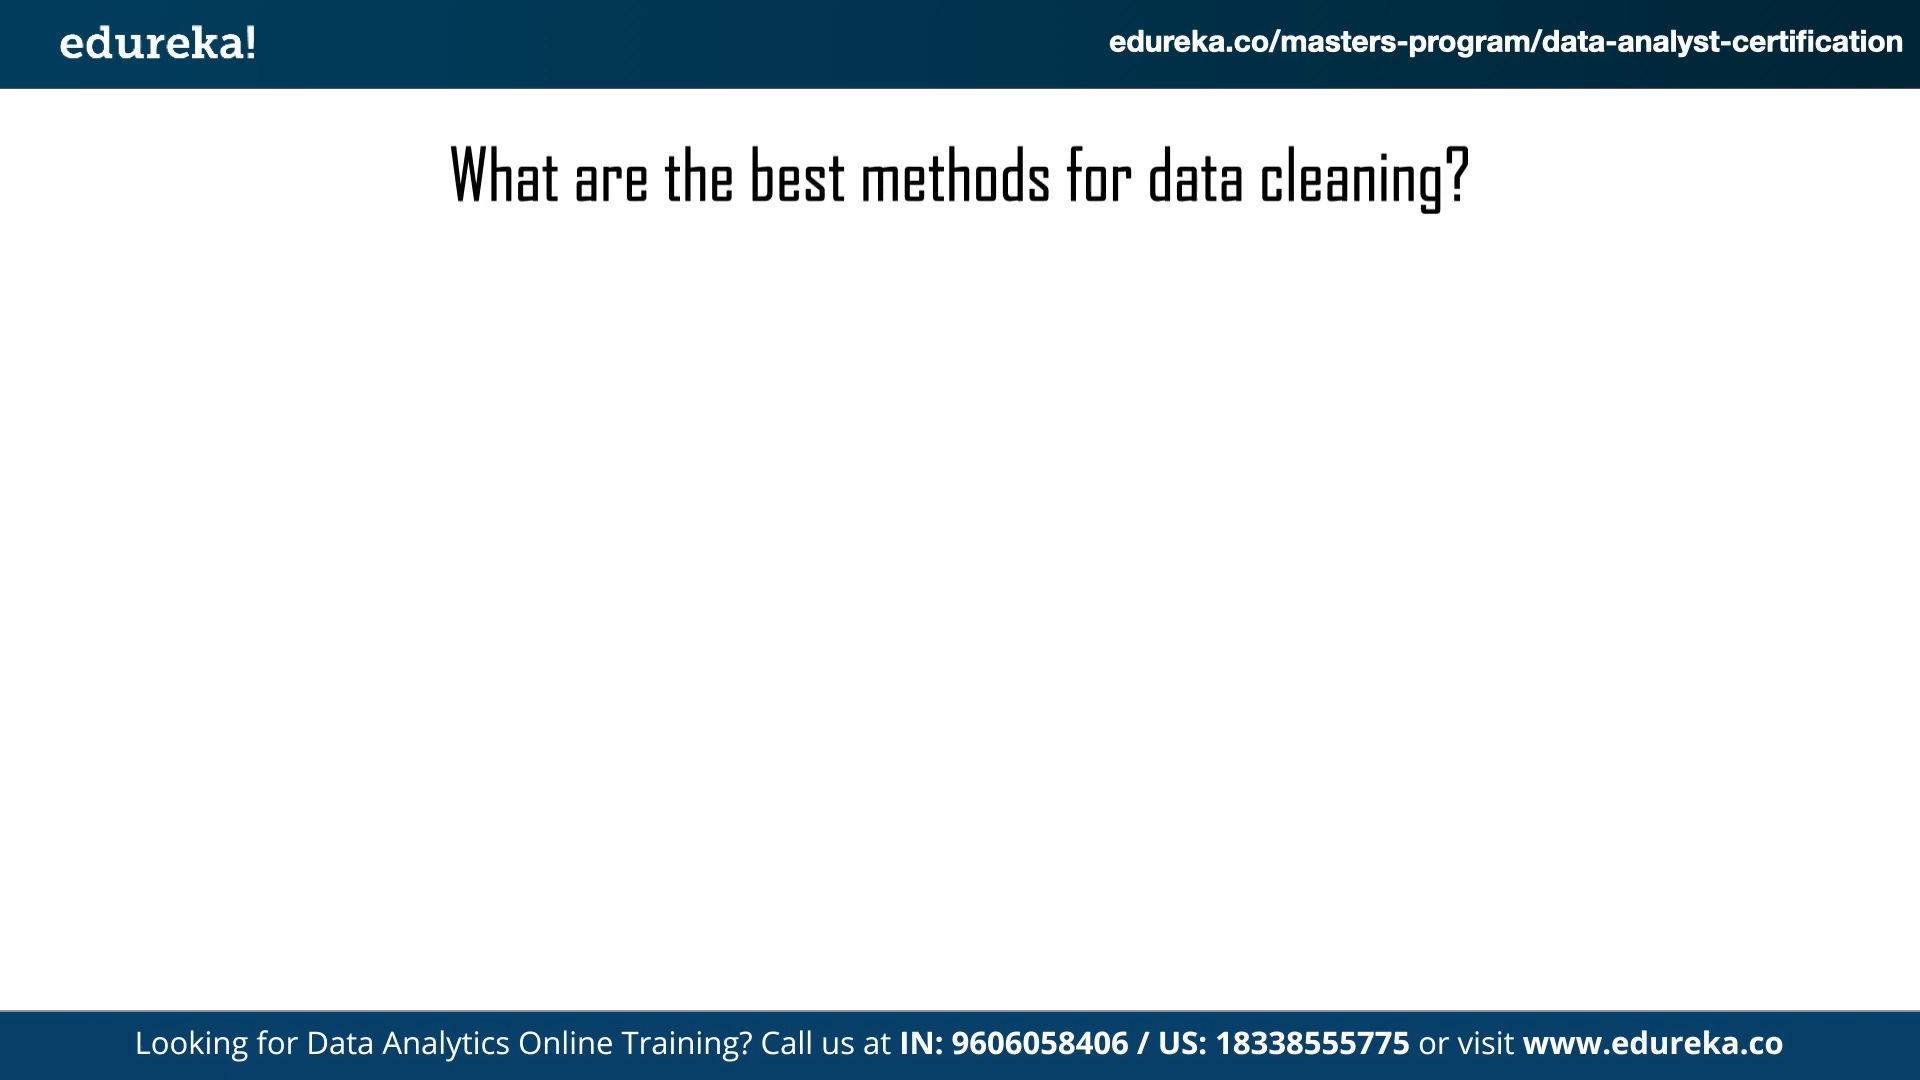 edureka!
edureka.co/masters-program/data-analyst-certification
What are the best methods for data cleaning?
Looking for Data Analytics Online Training? Call us at IN: 9606058406 / US: 18338555775 or visit www.edureka.co